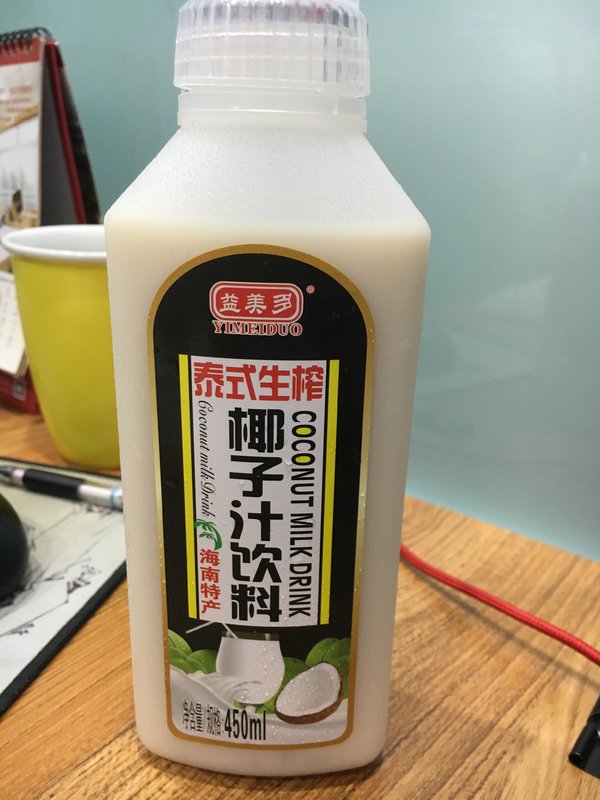 益美多®
YIMEIDUO
泰式生榨
椰子汁饮料
COCONUT MILK DRINK
Coconut milk Drink
海南特产
净含量/规格:450ml